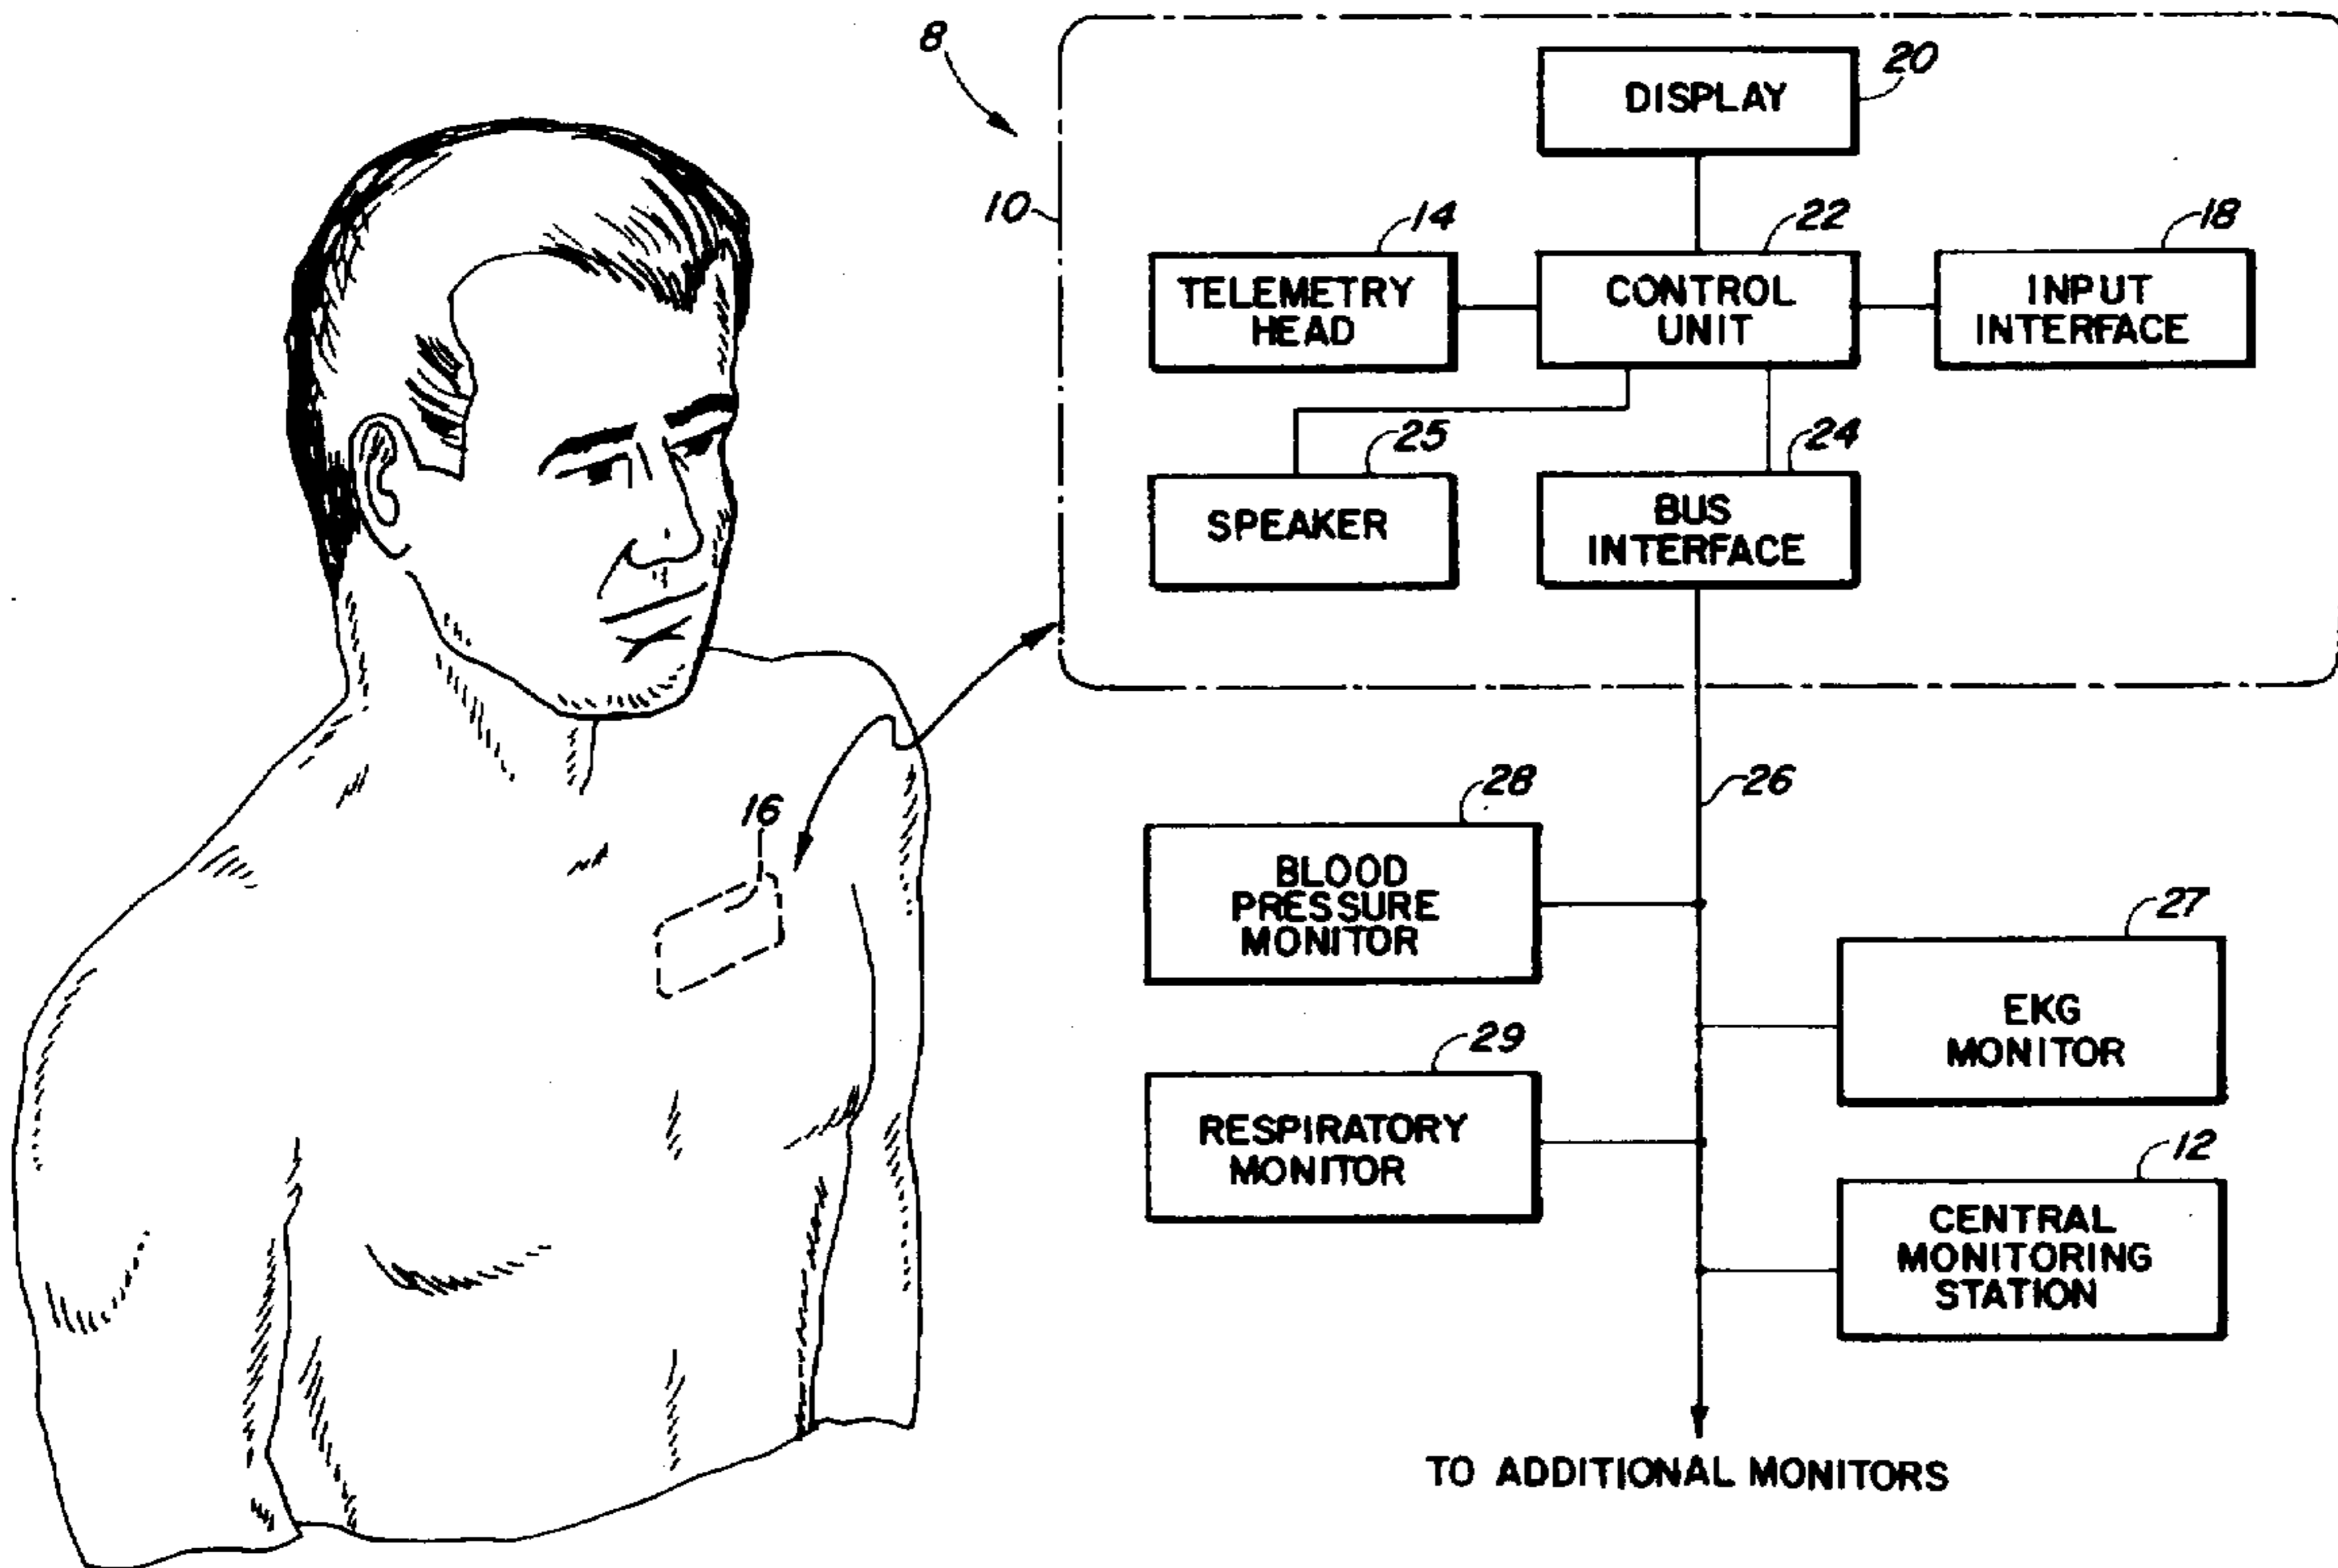 8
DISPLAY
20
10
14
22
18
TELEMETRY
HEAD
CONTROL
UNIT
INPUT
INTERFACE
25
24
SPEAKER
BUS
INTERFACE
26
28
BLOOD
PRESSURE
MONITOR
16
27
EKG
MONITOR
29
RESPIRATORY
MONITOR
12
CENTRAL
MONITORING
STATION
TO ADDITIONAL MONITORS